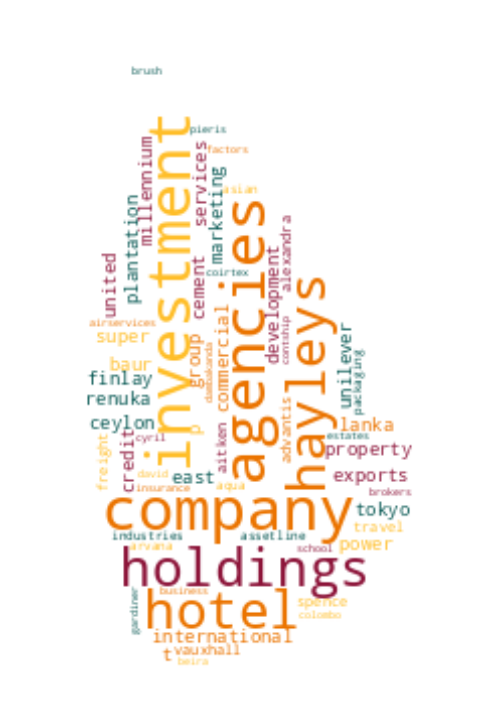 brush
investment
pieris
factors
millennium
services
marketing
asian
plantation
agencies
alexandra
united
cement
coirtex
development
hayleys
airservices
super
group
commercial
contship
unilever
packaging
baur
finlay
dambakanda
renuka
ceylon
p
advantis
lanka
credit
cyril
aitken
estates
property
freight
david
east
exports
insurance
aqua
brokers
company
tokyo
travel
industries
assetline
power
arvana
school
holdings
business
gardiner
hotel
spence
colombo
international
t
vauxhall
beira